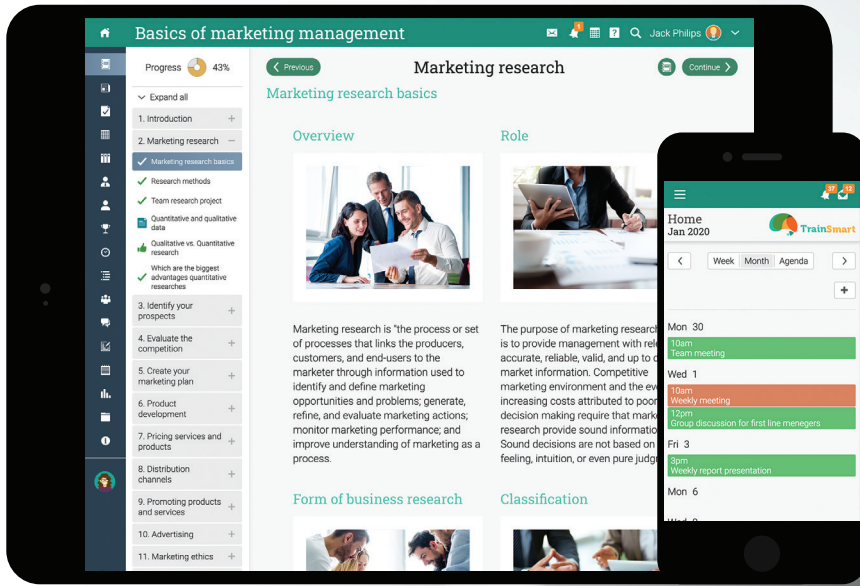 Basics of marketing management
1
Jack Philips
Progress 43%
Expand all
1. Introduction
2. Marketing research
Marketing research basics
Research methods
Team research project
Quantitative and qualitative
data
Qualitative vs. Quantitative
research
Which are the biggest
advantages quantitative
researches
3. Identify your
prospects
4. Evaluate the
competition
5. Create your
marketing plan
6. Product
development
7. Pricing services and
products
8. Distribution
channels
9. Promoting products
and services
10. Advertising
11. Marketing ethics
Previous
Marketing research
Continue
Marketing research basics
Overview
Marketing research is "the process or set
of processes that links the producers,
customers, and end-users to the
marketer through information used to
identify and define marketing
opportunities and problems; generate,
refine, and evaluate marketing actions;
monitor marketing performance; and
improve understanding of marketing as a
process.
Role
The purpose of marketing research
is to provide management with rel
accurate, reliable, valid, and up to d
market information. Competitive
marketing environment and the ev
increasing costs attributed to poor
decision making require that mark
research provide sound informatio
Sound decisions are not based on
feeling, intuition, or even pure judg
Form of business research
Classification
37
12
Home
Jan 2020
TrainSmart
Week Month Agenda
Mon 30
10am
Team meeting
Wed 1
10am
Weekly meeting
12pm
Group discussion for first line menegers
Fri 3
3pm
Weekly report presentation
Mon 6